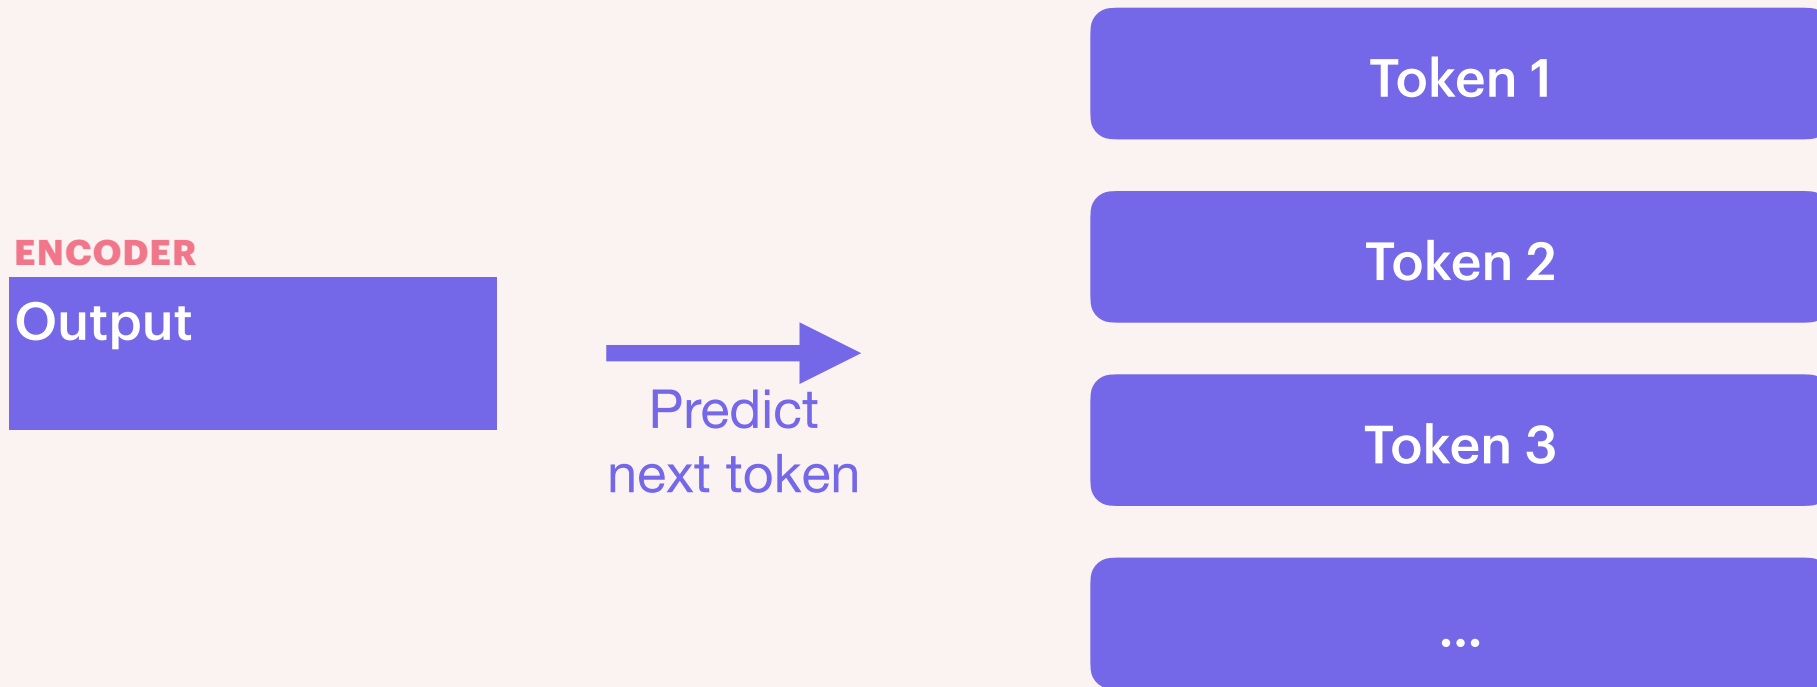 ENCODER
Output
Predict
next token
Token 1
Token 2
Token 3
...